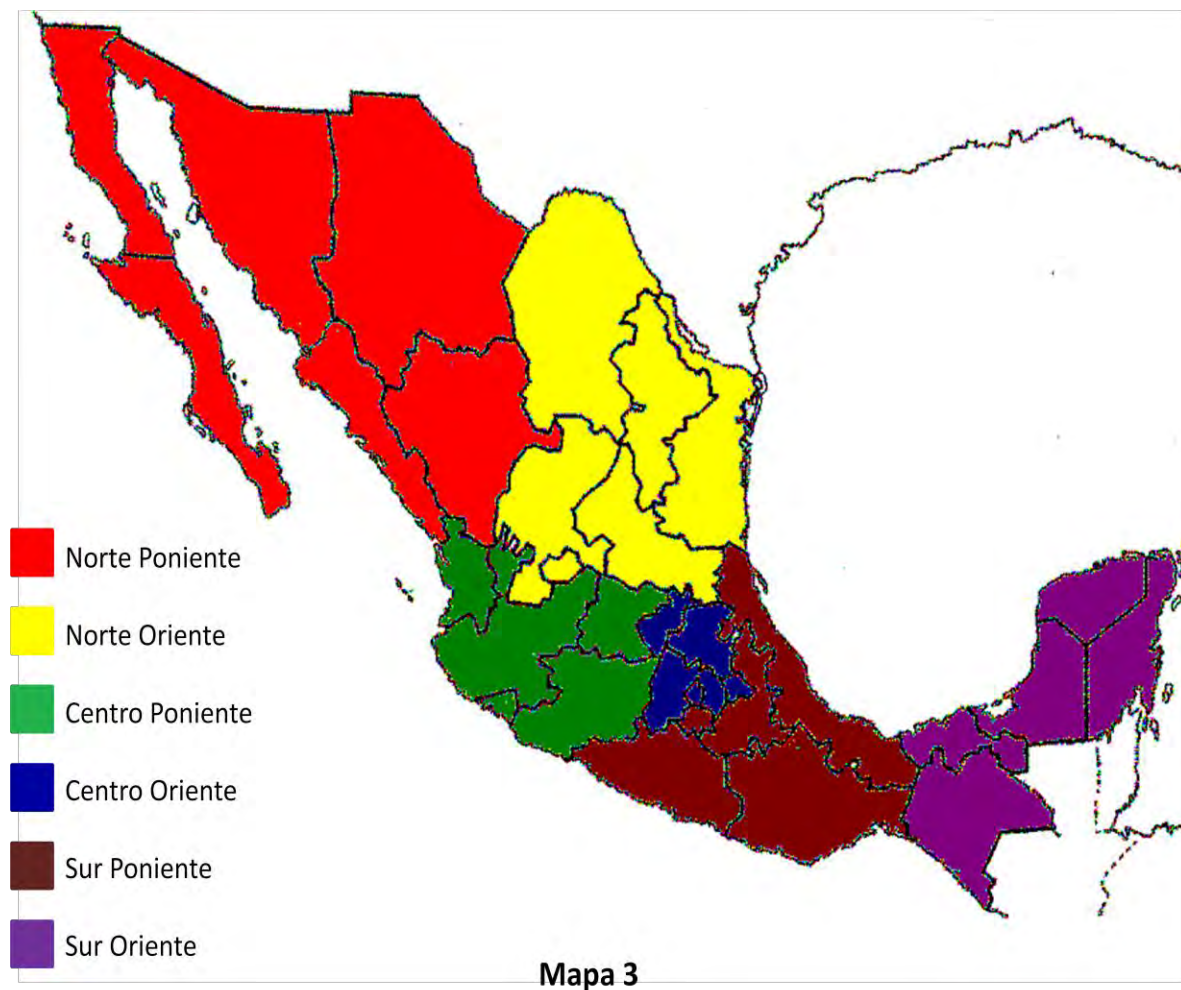 Norte Poniente
Norte Oriente
Centro Poniente
Centro Oriente
Sur Poniente
Sur Oriente
Mapa 3